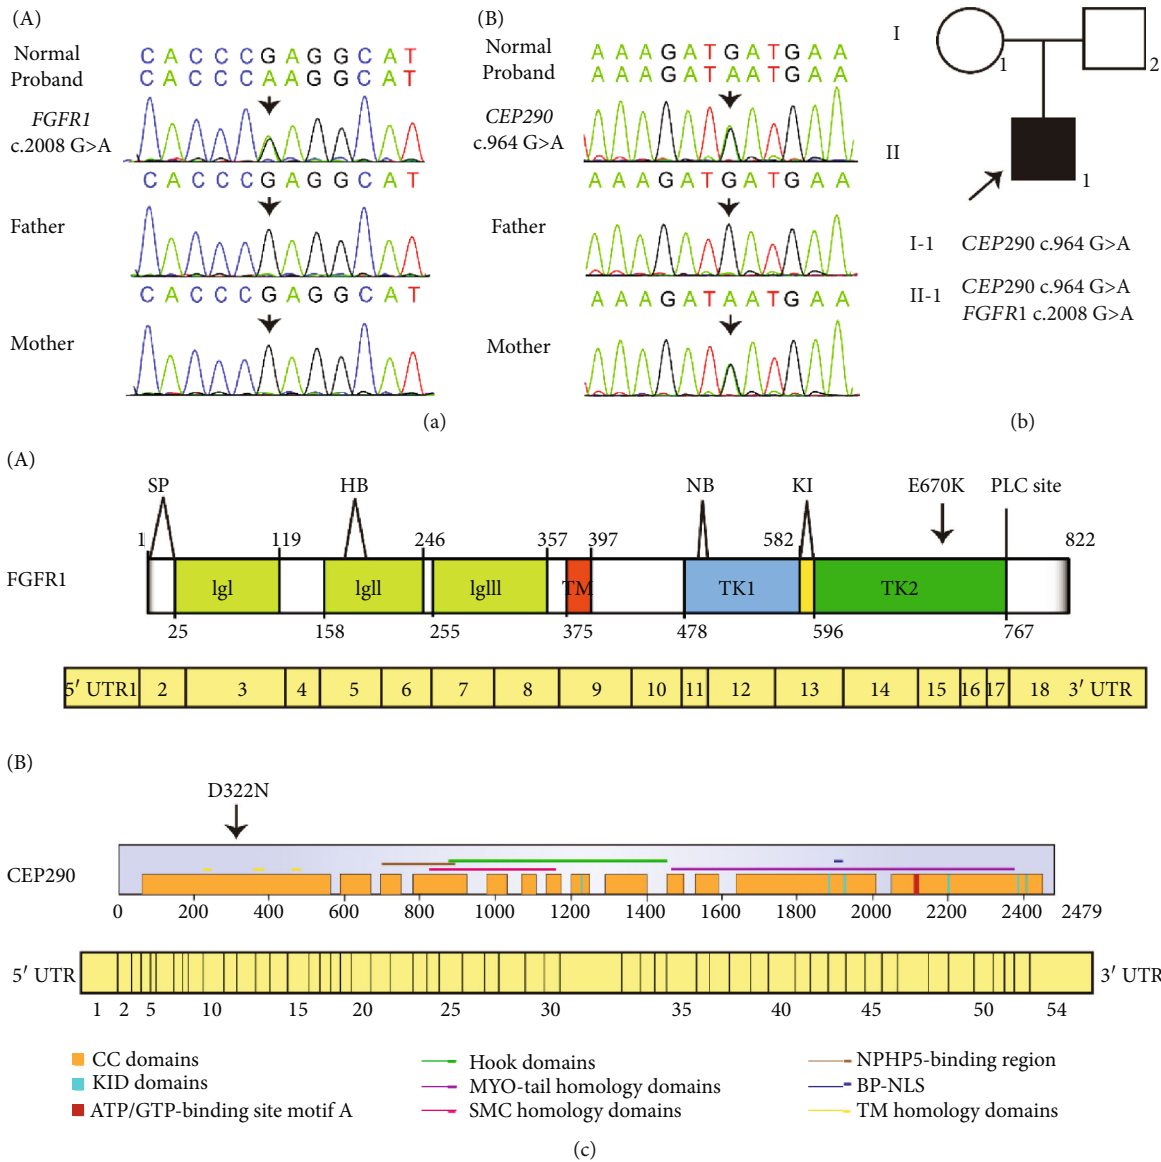 (A)
Normal C A C C C G A G G C A T
Proband C A C C C A A G G C A T
FGFR1
c.2008 G>A
C A C C C G A G G C A T
Father
C A C C C G A G G C A T
Mother
(B)
Normal A A A G A T G A T G A A
Proband A A A G A T A A T G A A
CEP290
c.964 G>A
A A A G A T G A T G A A
Father
A A A G A T A A T G A A
Mother
(a)
I
1
2
II
1
I-1 CEP290 c.964 G>A
II-1 CEP290 c.964 G>A
FGFR1 c.2008 G>A
(b)
(A)
SP HB NB KI E670K PLC site
1 119 246 357 397 582 822
FGFR1 lgI lgII lgIII TM TK1 TK2
25 158 255 375 478 596 767
5′ UTR1 2 3 4 5 6 7 8 9 10 11 12 13 14 15 16 17 18 3′ UTR
(B)
D322N
CEP290
0 200 400 600 800 1000 1200 1400 1600 1800 2000 2200 2400 2479
5′ UTR 3′ UTR
1 2 5 10 15 20 25 30 35 40 45 50 54
CC domains
KID domains
ATP/GTP-binding site motif A
Hook domains
MYO-tail homology domains
SMC homology domains
NPHP5-binding region
BP-NLS
TM homology domains
(c)